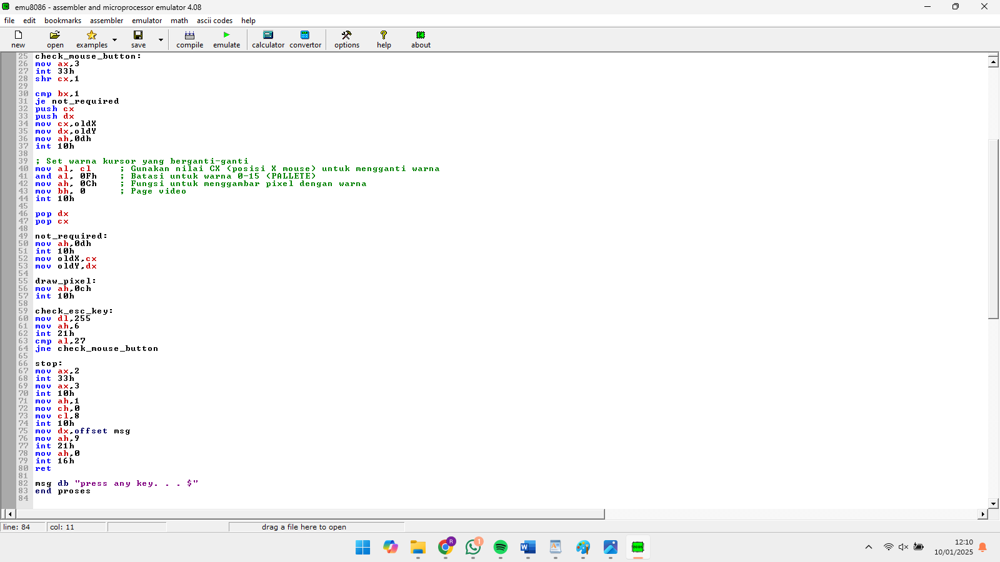 emu8086 - assembler and microprocessor emulator 4.08
file edit bookmarks assembler emulator math ascii codes help
new open examples save compile emulate calculator convertor options help about
25 check_mouse_button:
26 mov ax,3
27 int 33h
28 shr cx,1
29
30 cmp bx,1
31 je not_required
32 push cx
33 push dx
34 mov cx,oldX
35 mov dx,oldY
36 mov ah,0dh
37 int 10h
38
39 ; Set warna kursor yang berganti-ganti
40 mov al, cl ; Gunakan nilai CX (posisi X mouse) untuk mengganti warna
41 and al, 0Fh ; Batasi untuk warna 0-15 (PALLETE)
42 mov ah, 0Ch ; Fungsi untuk menggambar pixel dengan warna
43 mov bh, 0 ; Page video
44 int 10h
45
46 pop dx
47 pop cx
48
49 not_required:
50 mov ah,0dh
51 int 10h
52 mov oldX,cx
53 mov oldY,dx
54
55 draw_pixel:
56 mov ah,0ch
57 int 10h
58
59 check_esc_key:
60 mov dl,255
61 mov ah,6
62 int 21h
63 cmp al,27
64 jne check_mouse_button
65
66 stop:
67 mov ax,2
68 int 33h
69 mov ax,3
70 int 10h
71 mov ah,1
72 mov ch,0
73 mov cl,8
74 int 10h
75 mov dx,offset msg
76 mov ah,9
77 int 21h
78 mov ah,0
79 int 16h
80 ret
81
82 msg db "press any key. . . $"
83 end proses
84
line: 84 col: 11 drag a file here to open
R 1 W 8086
12:10
10/01/2025